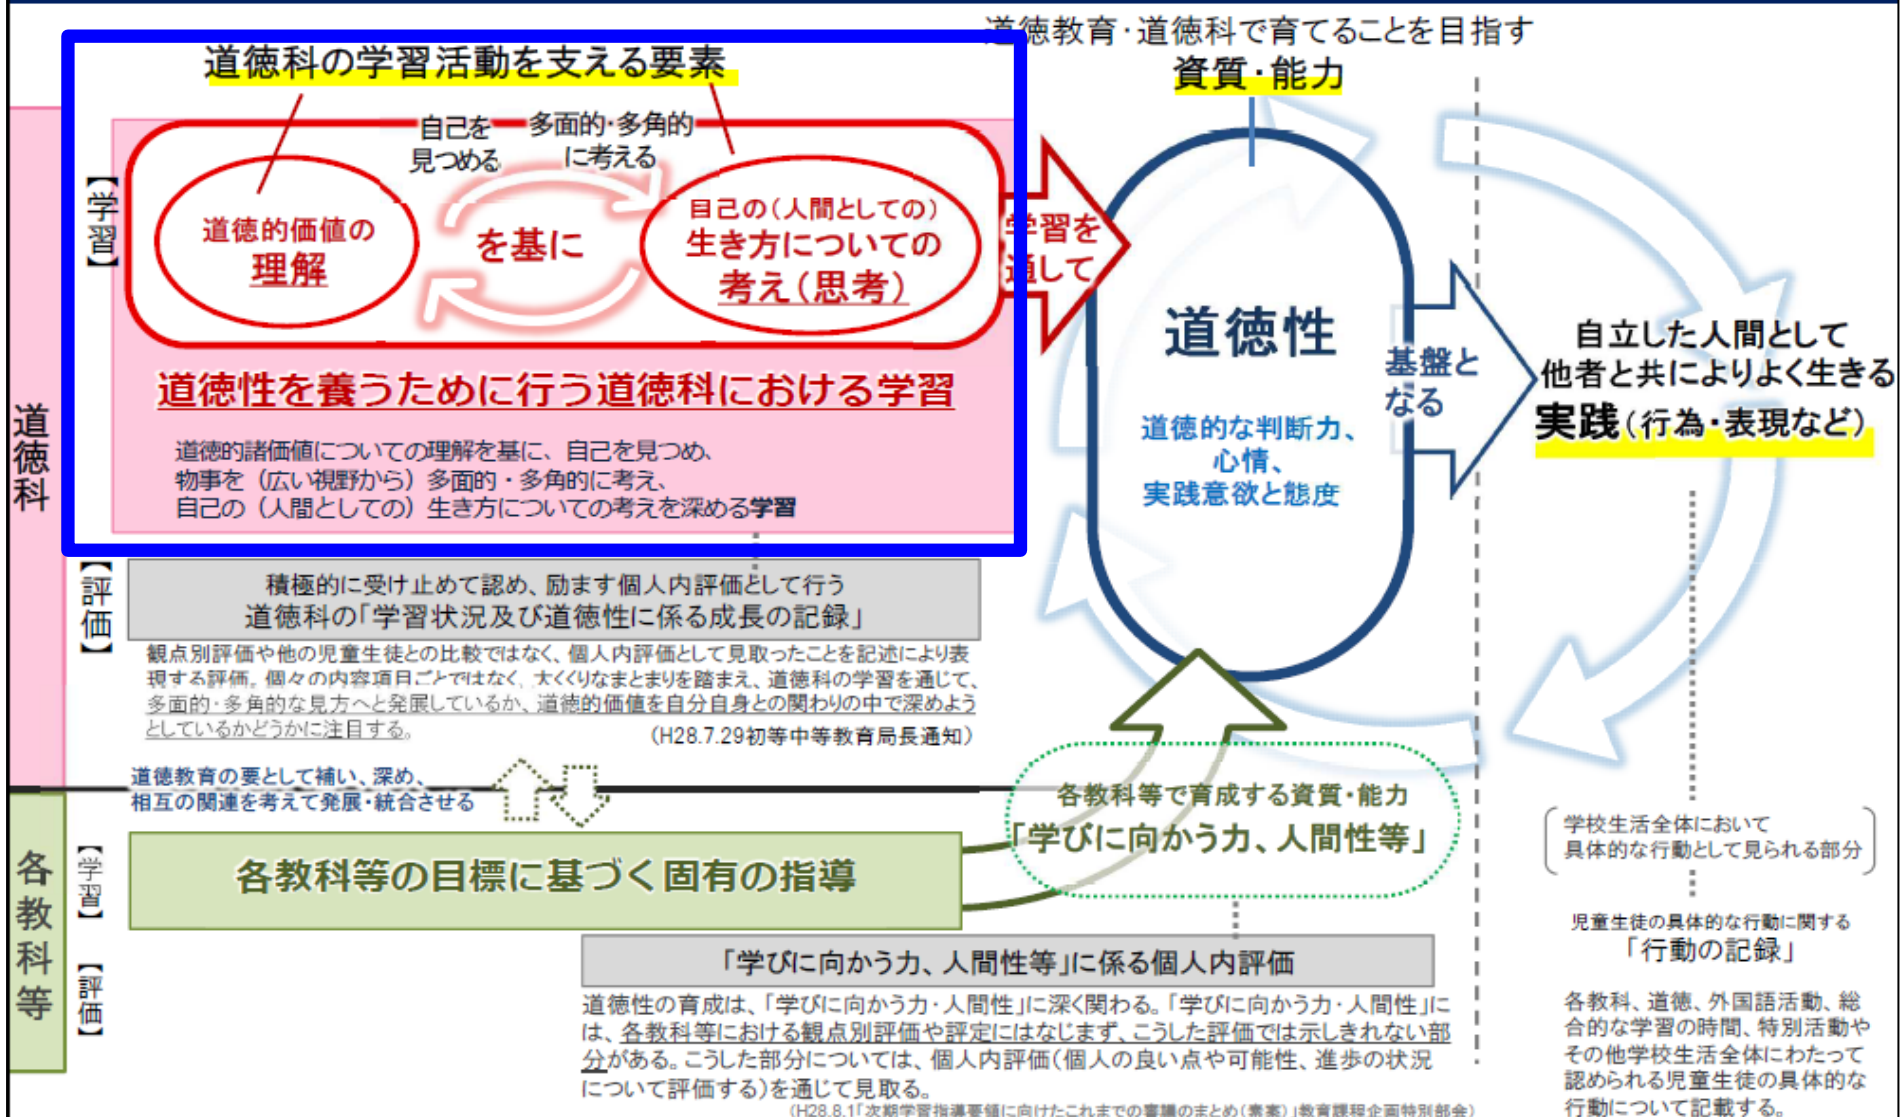 道徳科の学習活動を支える要素
道徳教育・道徳科で育てることを目指す
資質・能力
道徳科
【学習】
自己を
見つめる
多面的・多角的
に考える
道徳的価値の
理解
を基に
自己の(人間としての)
生き方についての
考え(思考)
学習を
通して
道徳性を養うために行う道徳科における学習
道徳的諸価値についての理解を基に、自己を見つめ、
物事を（広い視野から）多面的・多角的に考え、
自己の（人間としての）生き方についての考えを深める学習
道徳性
道徳的な判断力、
心情、
実践意欲と態度
基盤と
なる
自立した人間として
他者と共によりよく生きる
実践(行為・表現など)
【評価】
積極的に受け止めて認め、励ます個人内評価として行う
道徳科の「学習状況及び道徳性に係る成長の記録」
観点別評価や他の児童生徒との比較ではなく、個人内評価として見取ったことを記述により表
現する評価。個々の内容項目ごとではなく、大くくりなまとまりを踏まえ、道徳科の学習を通じて、
多面的・多角的な見方へと発展しているか、道徳的価値を自分自身との関わりの中で深めよう
としているかどうかに注目する。
(H28.7.29初等中等教育局長通知)
道徳教育の要として補い、深め、
相互の関連を考えて発展・統合させる
各教科等
【学習】
各教科等の目標に基づく固有の指導
各教科等で育成する資質・能力
「学びに向かう力、人間性等」
【評価】
「学びに向かう力、人間性等」に係る個人内評価
道徳性の育成は、「学びに向かう力・人間性」に深く関わる。「学びに向かう力・人間性」に
は、各教科等における観点別評価や評定にはなじまず、こうした評価では示しきれない部
分がある。こうした部分については、個人内評価(個人の良い点や可能性、進歩の状況
について評価する)を通じて見取る。
(H28.8.1「次期学習指導要領に向けたこれまでの審議のまとめ(素案)」教育課程企画特別部会)
学校生活全体において
具体的な行動として見られる部分
児童生徒の具体的な行動に関する
「行動の記録」
各教科、道徳、外国語活動、総
合的な学習の時間、特別活動や
その他学校生活全体にわたって
認められる児童生徒の具体的な
行動について記載する。